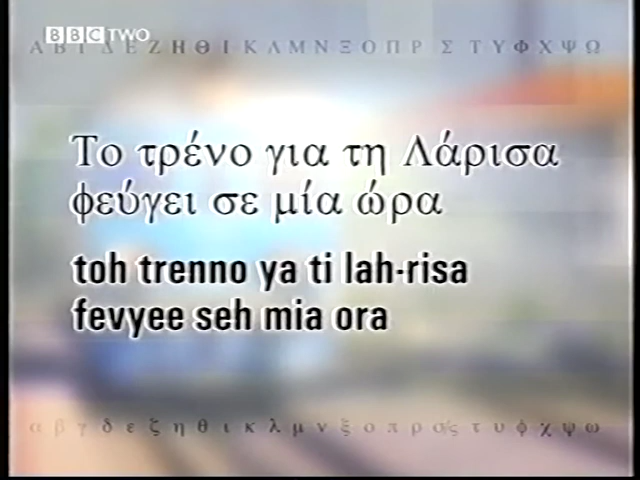 BBC TWO
Α Β Γ Δ Ε Ζ Η Θ Ι Κ Λ Μ Ν Ξ Ο Π Ρ Σ Τ Υ Φ Χ Ψ Ω
Το τρένο για τη Λάρισα
φεύγει σε μία ώρα
toh trenno ya ti lah-risa
fevyee seh mia ora
α β γ δ ε ζ η θ ι κ λ μ ν ξ ο π ρ σ/ς τ υ φ χ ψ ω